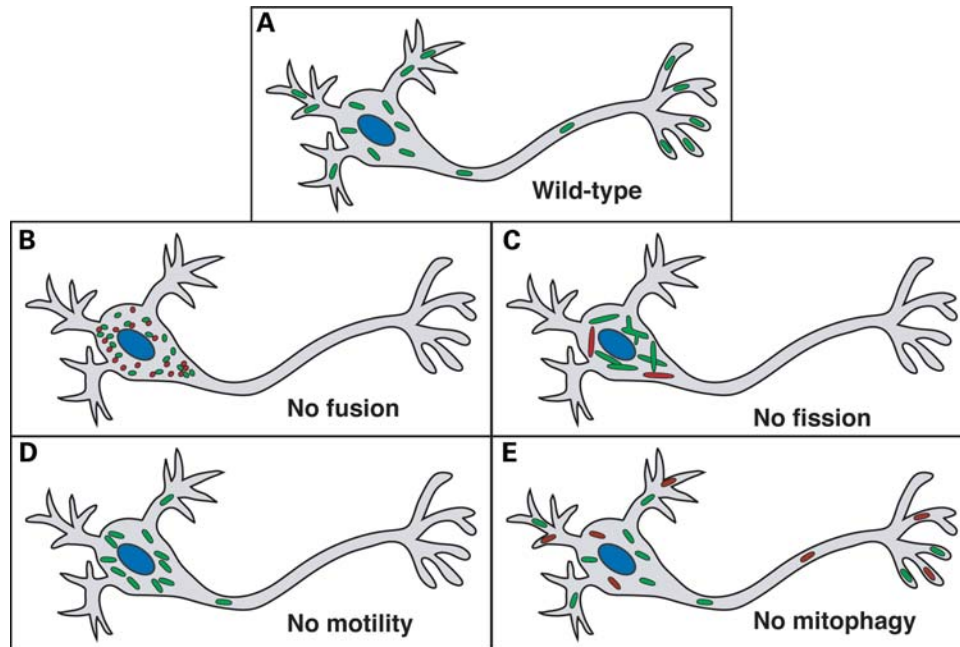 A
Wild-type
B
No fusion
C
No fission
D
No motility
E
No mitophagy